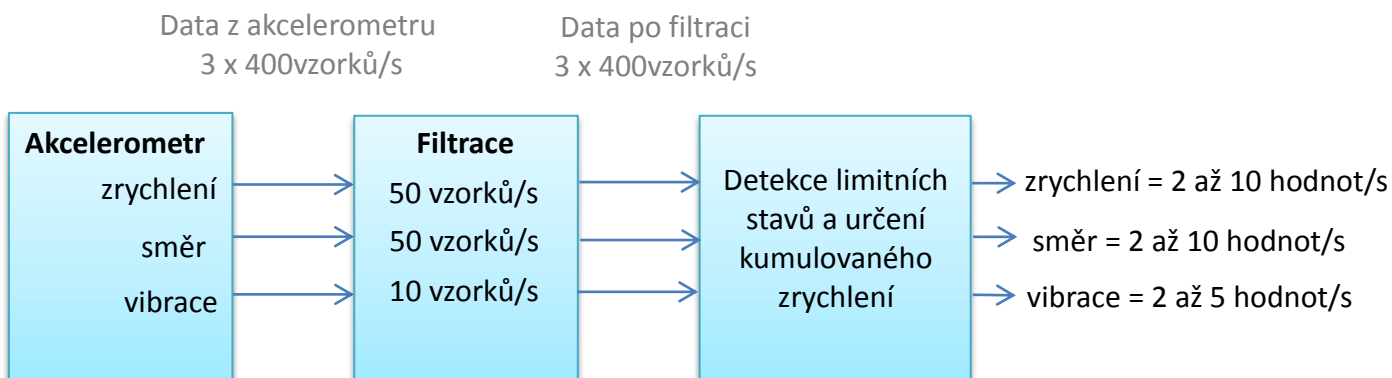 Data z akcelerometru
3 x 400vzorků/s
Data po filtraci
3 x 400vzorků/s
Akcelerometr
zrychlení
směr
vibrace
Filtrace
50 vzorků/s
50 vzorků/s
10 vzorků/s
Detekce limitních
stavů a určení
kumulovaného
zrychlení
zrychlení = 2 až 10 hodnot/s
směr = 2 až 10 hodnot/s
vibrace = 2 až 5 hodnot/s